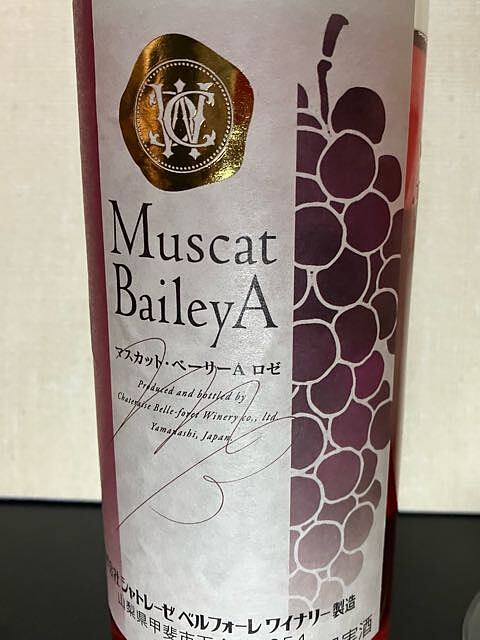 Muscat
BaileyA
マスカット・ベーリーA ロゼ
Produced and bottled by
Chateraise Belle-foret Winery co., ltd.
Yamanashi, Japan
シャトレーゼ ベルフォーレ ワイナリー 製造
山梨県甲斐市